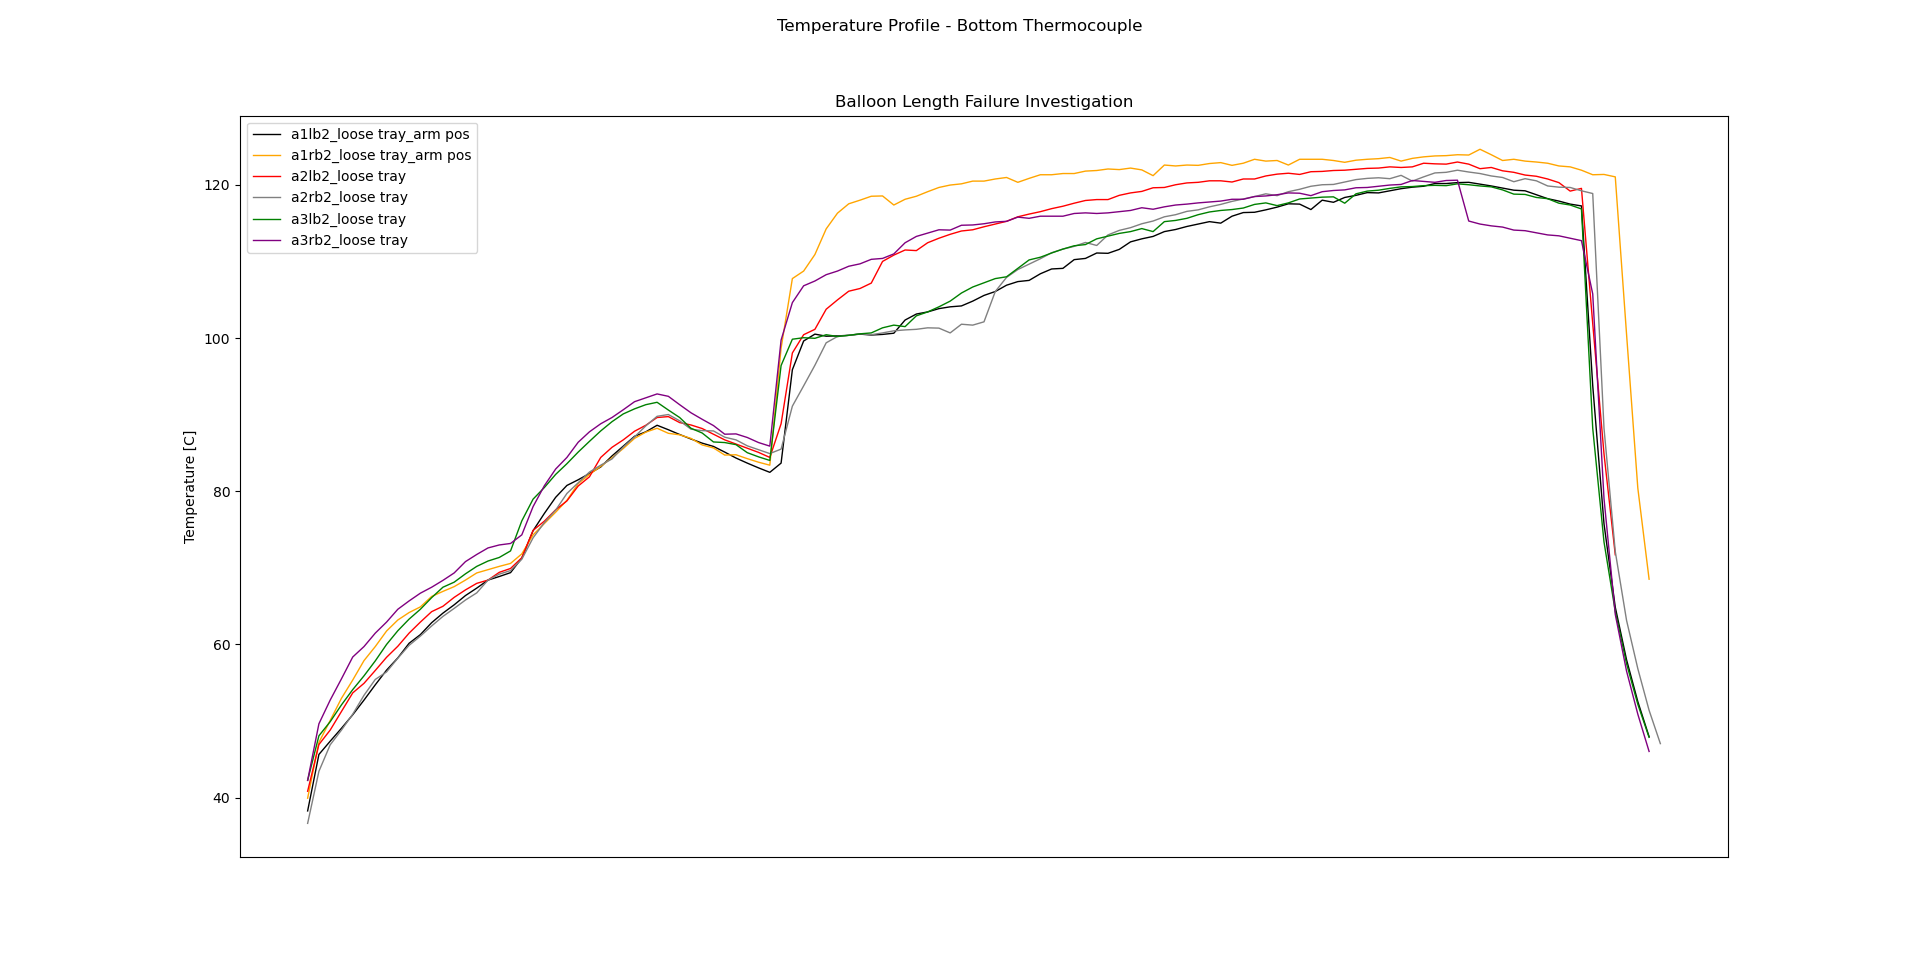 Temperature Profile - Bottom Thermocouple
Balloon Length Failure Investigation
a1lb2_loose tray_arm pos
a1rb2_loose tray_arm pos
a2lb2_loose tray
a2rb2_loose tray
a3lb2_loose tray
a3rb2_loose tray
120
100
80
60
40
Temperature [C]